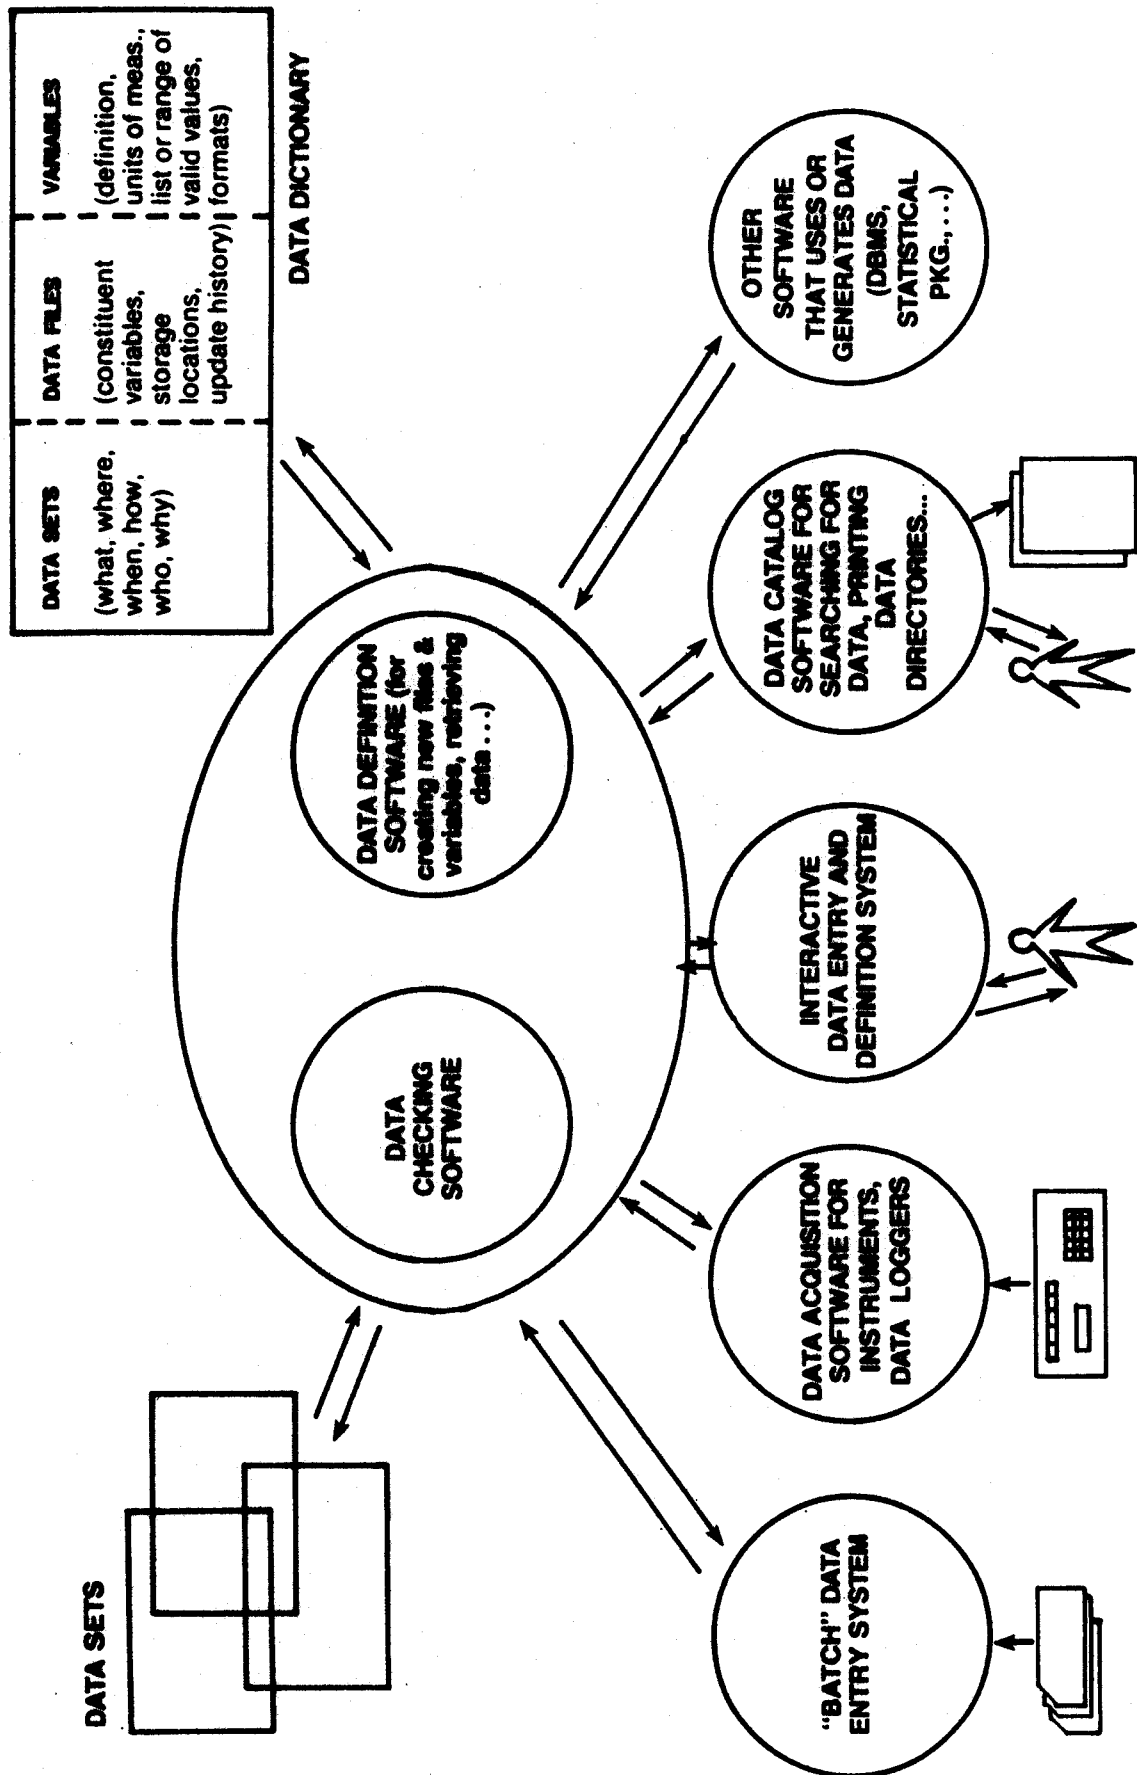 DATA SETS
DATA SETS
(what, where,
when, how,
who, why)
DATA FILES
(constituent
variables,
storage
locations,
update history)
VARIABLES
(definition,
units of meas.,
list or range of
valid values,
formats)
DATA DICTIONARY
DATA
CHECKING
SOFTWARE
DATA DEFINITION
SOFTWARE (for
creating new files &
variables, retrieving
data . . .)
"BATCH" DATA
ENTRY SYSTEM
DATA ACQUISITION
SOFTWARE FOR
INSTRUMENTS,
DATA LOGGERS
INTERACTIVE
DATA ENTRY AND
DEFINITION SYSTEM
DATA CATALOG
SOFTWARE FOR
SEARCHING FOR
DATA, PRINTING
DATA
DIRECTORIES...
OTHER
SOFTWARE
THAT USES OR
GENERATES DATA
(DBMS,
STATISTICAL
PKG., . . .)